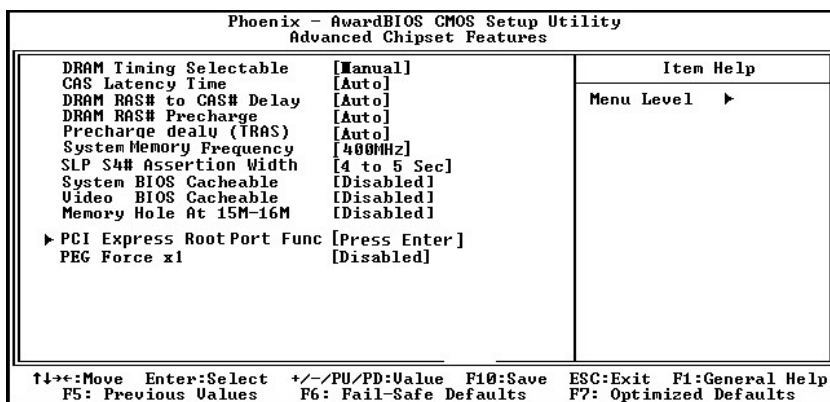 Phoenix - AwardBIOS CMOS Setup Utility
Advanced Chipset Features
DRAM Timing Selectable [Manual]
CAS Latency Time [Auto]
DRAM RAS# to CAS# Delay [Auto]
DRAM RAS# Precharge [Auto]
Precharge dealy (TRAS) [Auto]
System Memory Frequency [400MHz]
SLP S4# Assertion Width [4 to 5 Sec]
System BIOS Cacheable [Disabled]
Video BIOS Cacheable [Disabled]
Memory Hole At 15M-16M [Disabled]
▶ PCI Express Root Port Func [Press Enter]
PEG Force x1 [Disabled]
Item Help
Menu Level ▶
↑↓→←:Move Enter:Select +/-/PU/PD:Value F10:Save ESC:Exit F1:General Help
F5: Previous Values F6: Fail-Safe Defaults F7: Optimized Defaults